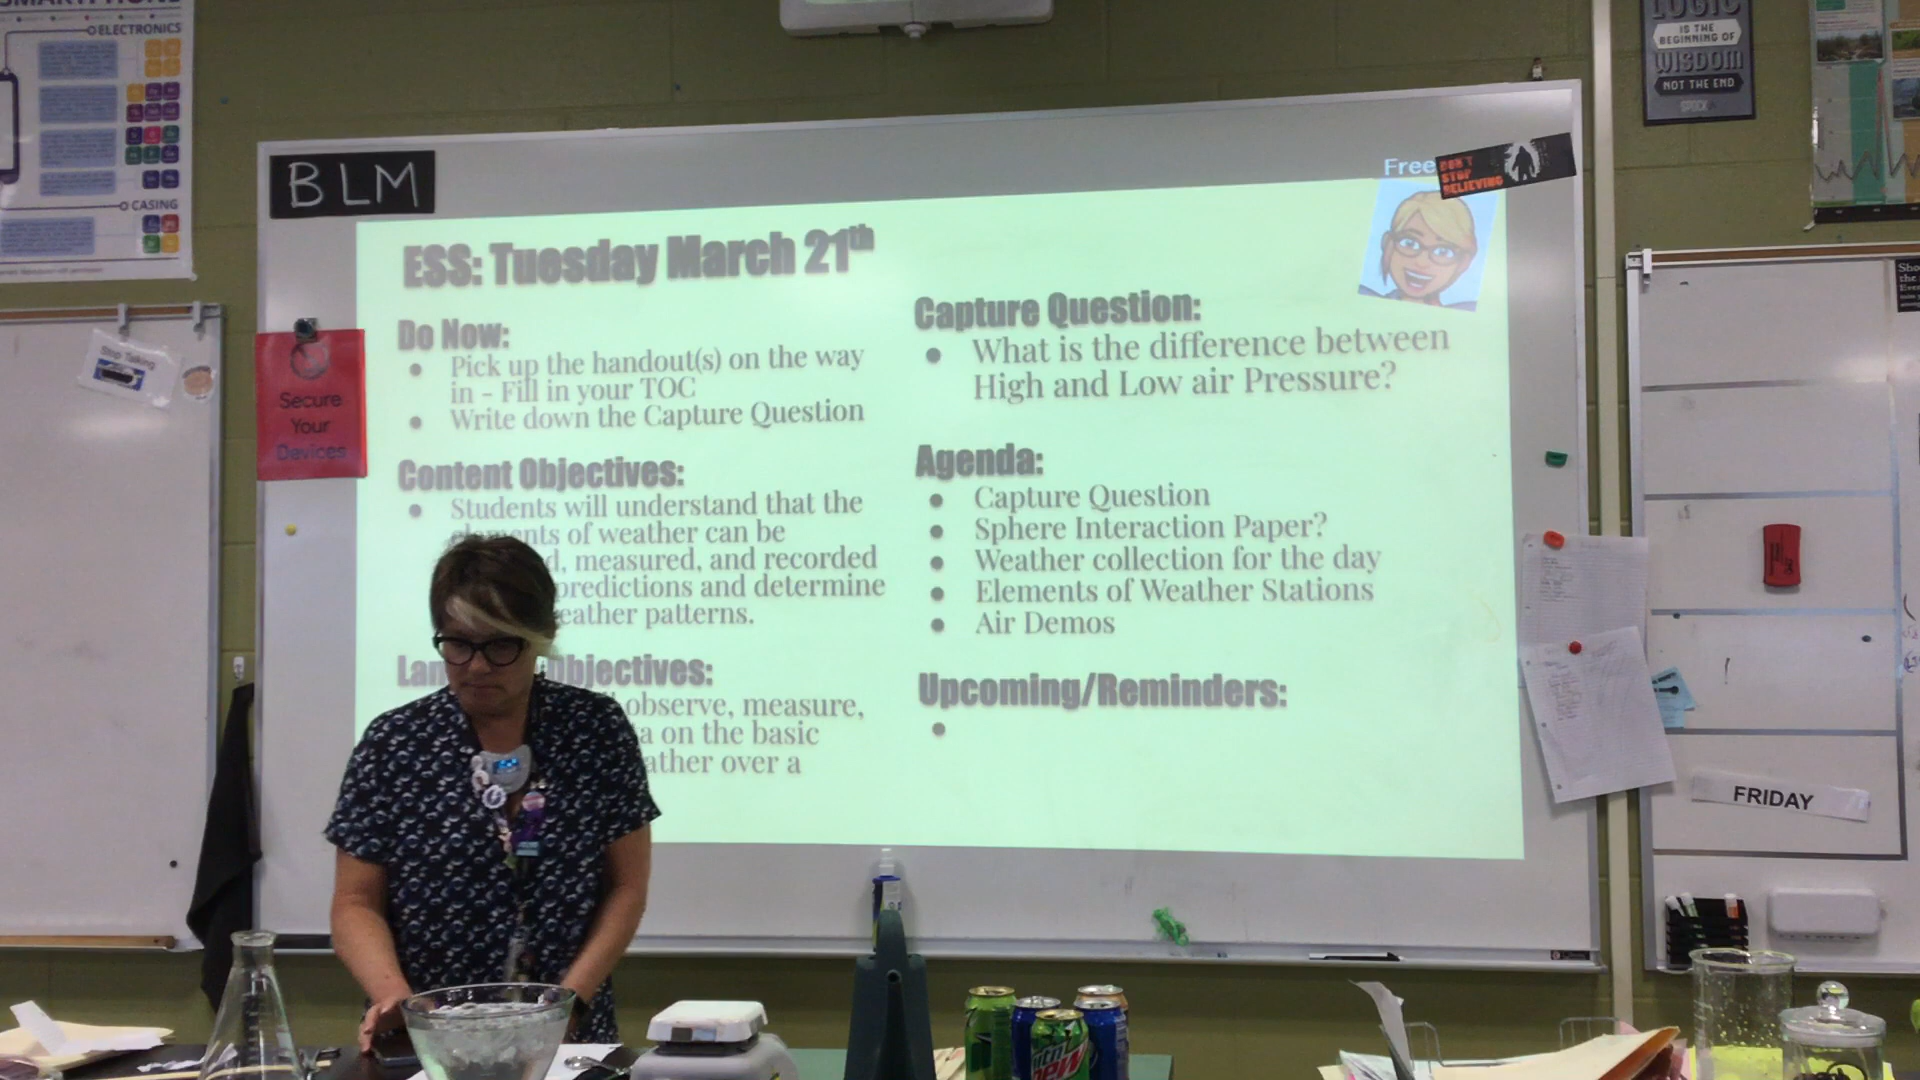 ELECTRONICS
CASING
LOGIC
IS THE
BEGINNING OF
WISDOM
NOT THE END
SPOCK
BLM
Free
DON'T
STOP
BELIEVING
ESS: Tuesday March 21th
Do Now:
● Pick up the handout(s) on the way
in - Fill in your TOC
● Write down the Capture Question
Content Objectives:
● Students will understand that the
elements of weather can be
d, measured, and recorded
predictions and determine
eather patterns.
Lan Objectives:
observe, measure,
a on the basic
ather over a
Capture Question:
● What is the difference between
High and Low air Pressure?
Agenda:
● Capture Question
● Sphere Interaction Paper?
● Weather collection for the day
● Elements of Weather Stations
● Air Demos
Upcoming/Reminders:
●
Stop Talking
Secure
Your
Devices
FRIDAY
Mtn
Dew